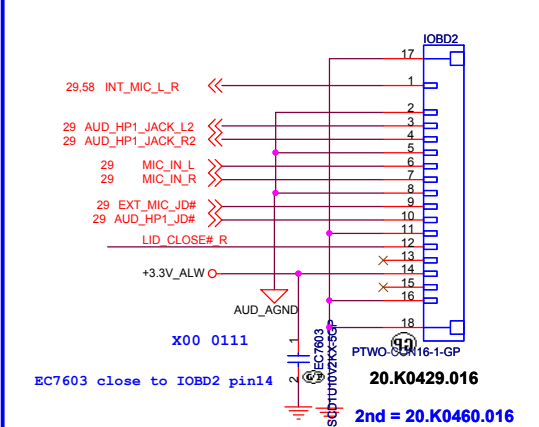 IOBD2
17
29,58 INT_MIC_L_R
1
2
29 AUD_HP1_JACK_L2
3
29 AUD_HP1_JACK_R2
4
5
29 MIC_IN_L
6
29 MIC_IN_R
7
8
29 EXT_MIC_JD#
9
29 AUD_HP1_JD#
10
11
LID_CLOSE#_R
12
13
+3.3V_ALW
14
15
16
AUD_AGND
18
X00 0111
1
EC7603
SCD1U10V2KX-5GP
PTWO-CON16-1-GP
EC7603 close to IOBD2 pin14
2
20.K0429.016
2nd = 20.K0460.016